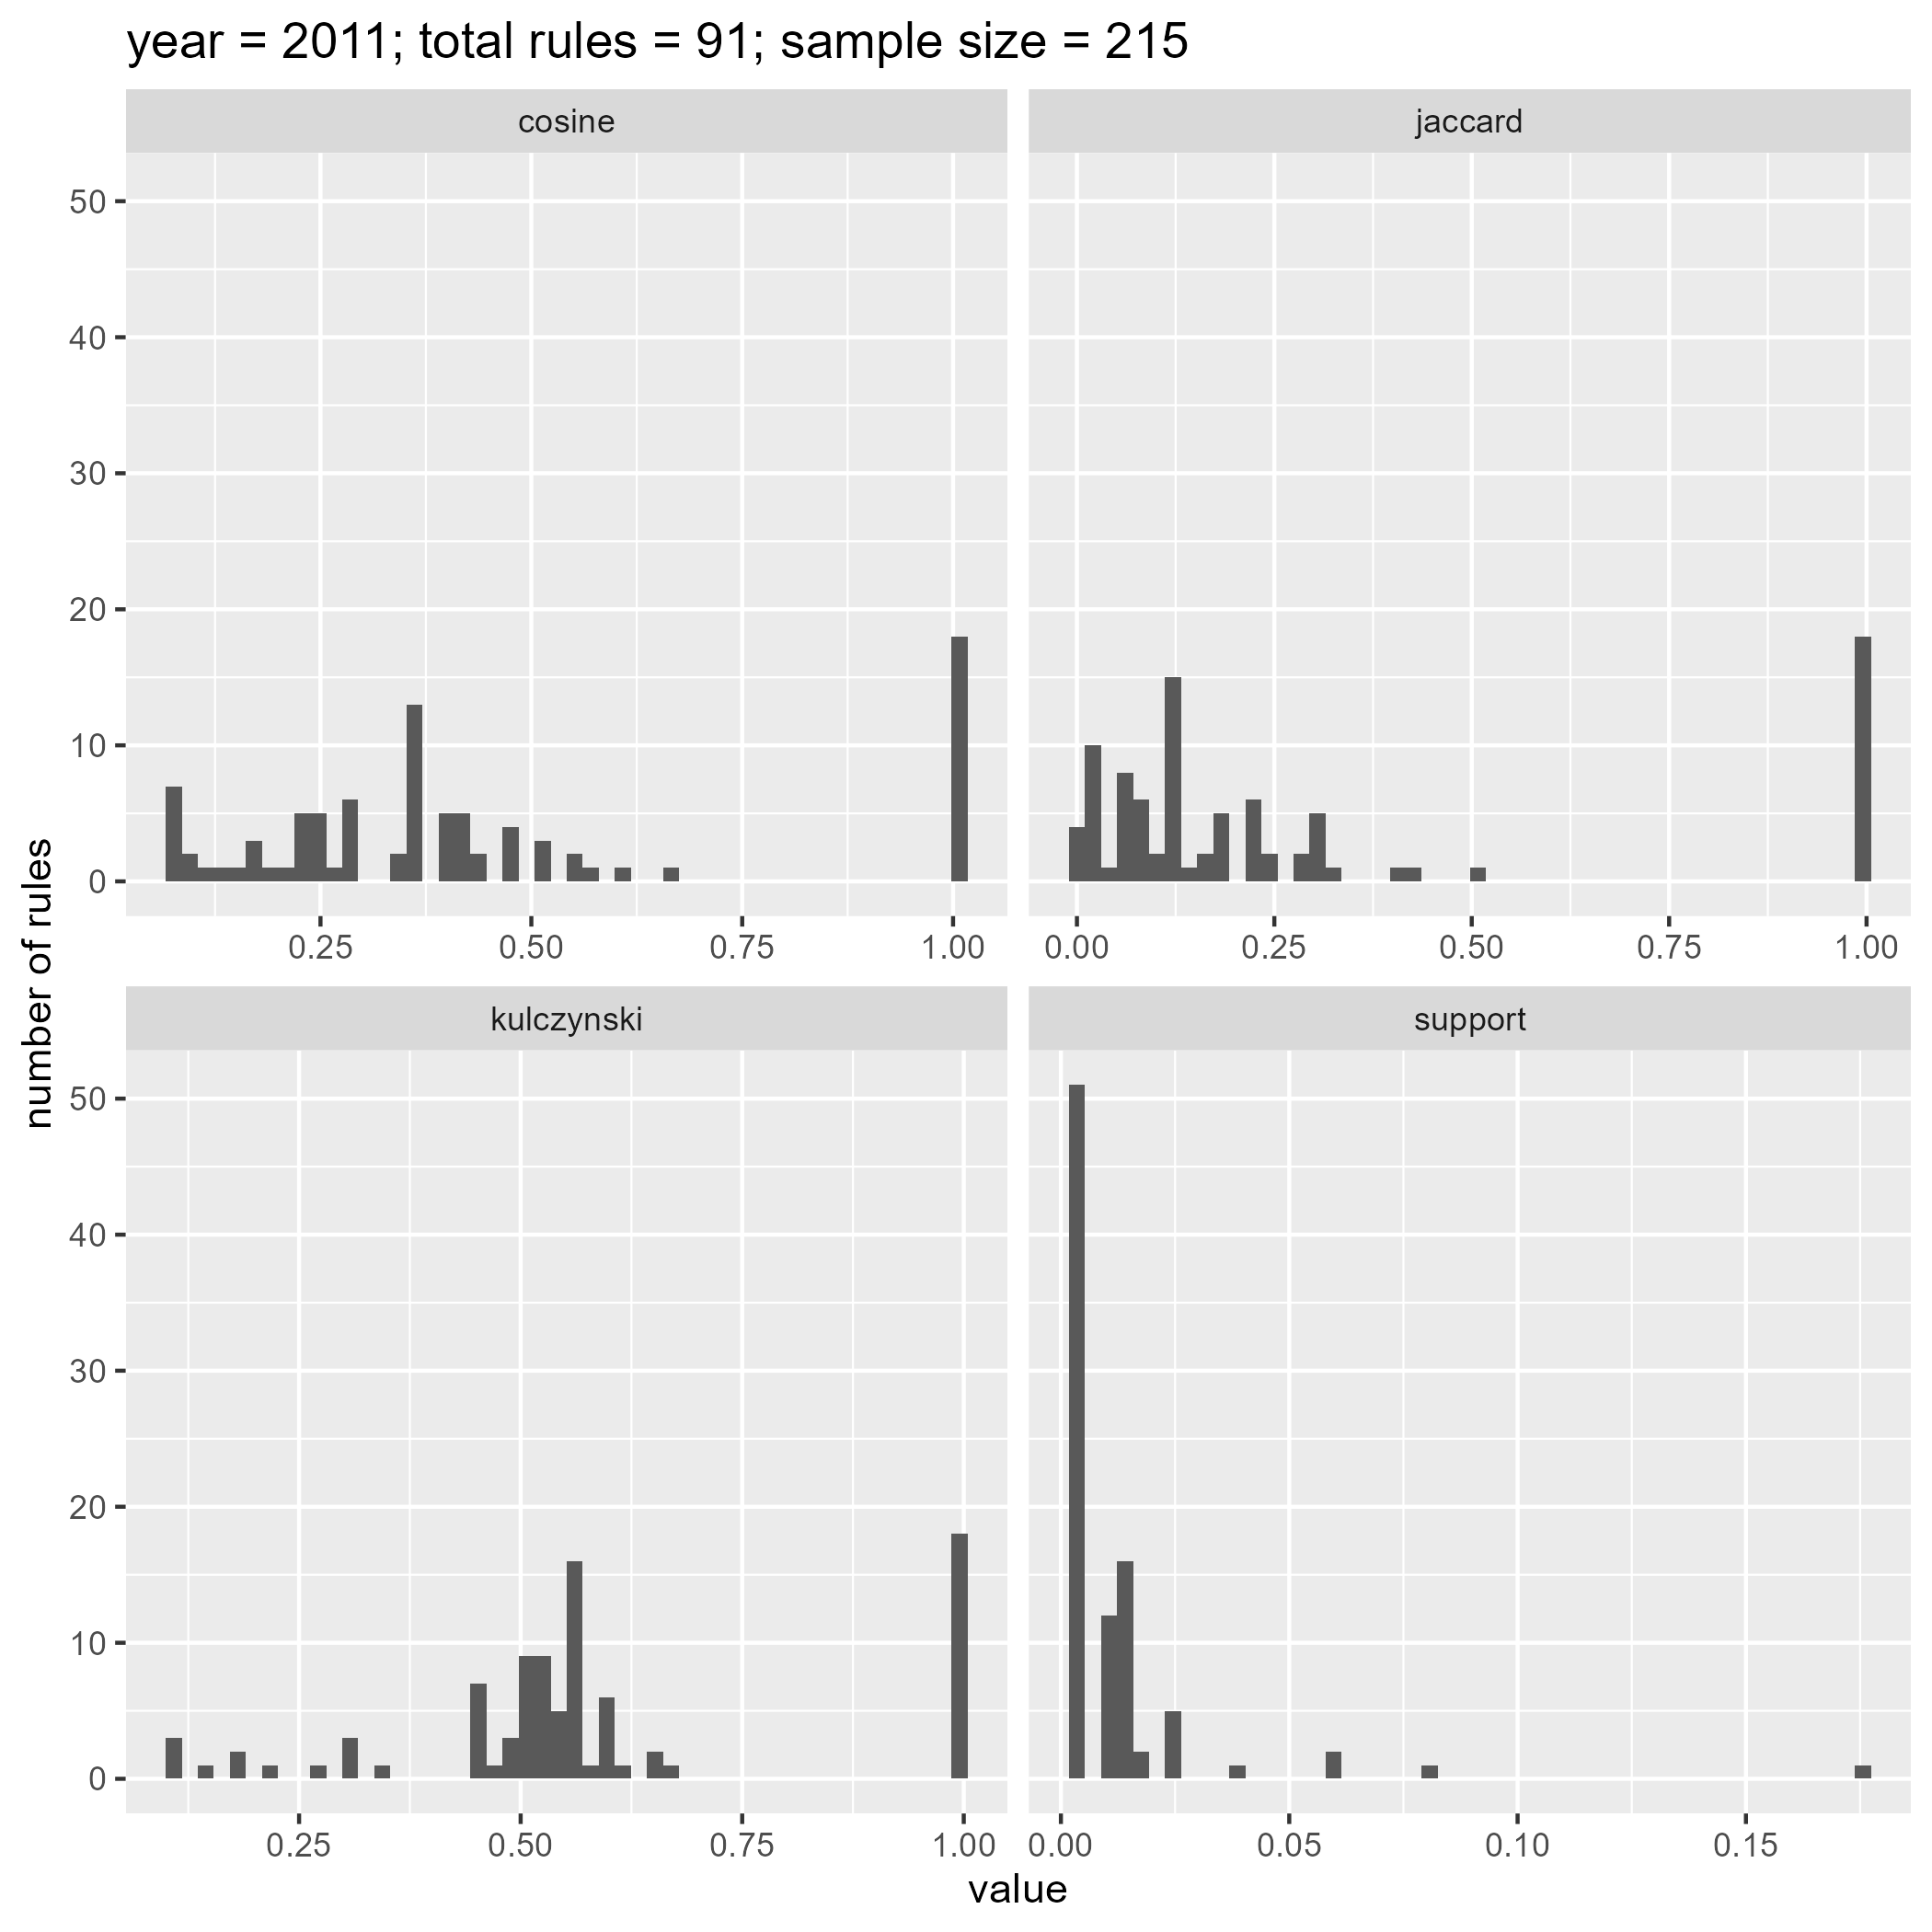 year = 2011; total rules = 91; sample size = 215
cosine
jaccard
50
40
30
20
10
0
0.25 0.50 0.75 1.00
0.00 0.25 0.50 0.75 1.00
kulczynski
support
50
40
30
20
10
0
0.25 0.50 0.75 1.00
0.00 0.05 0.10 0.15
number of rules
value